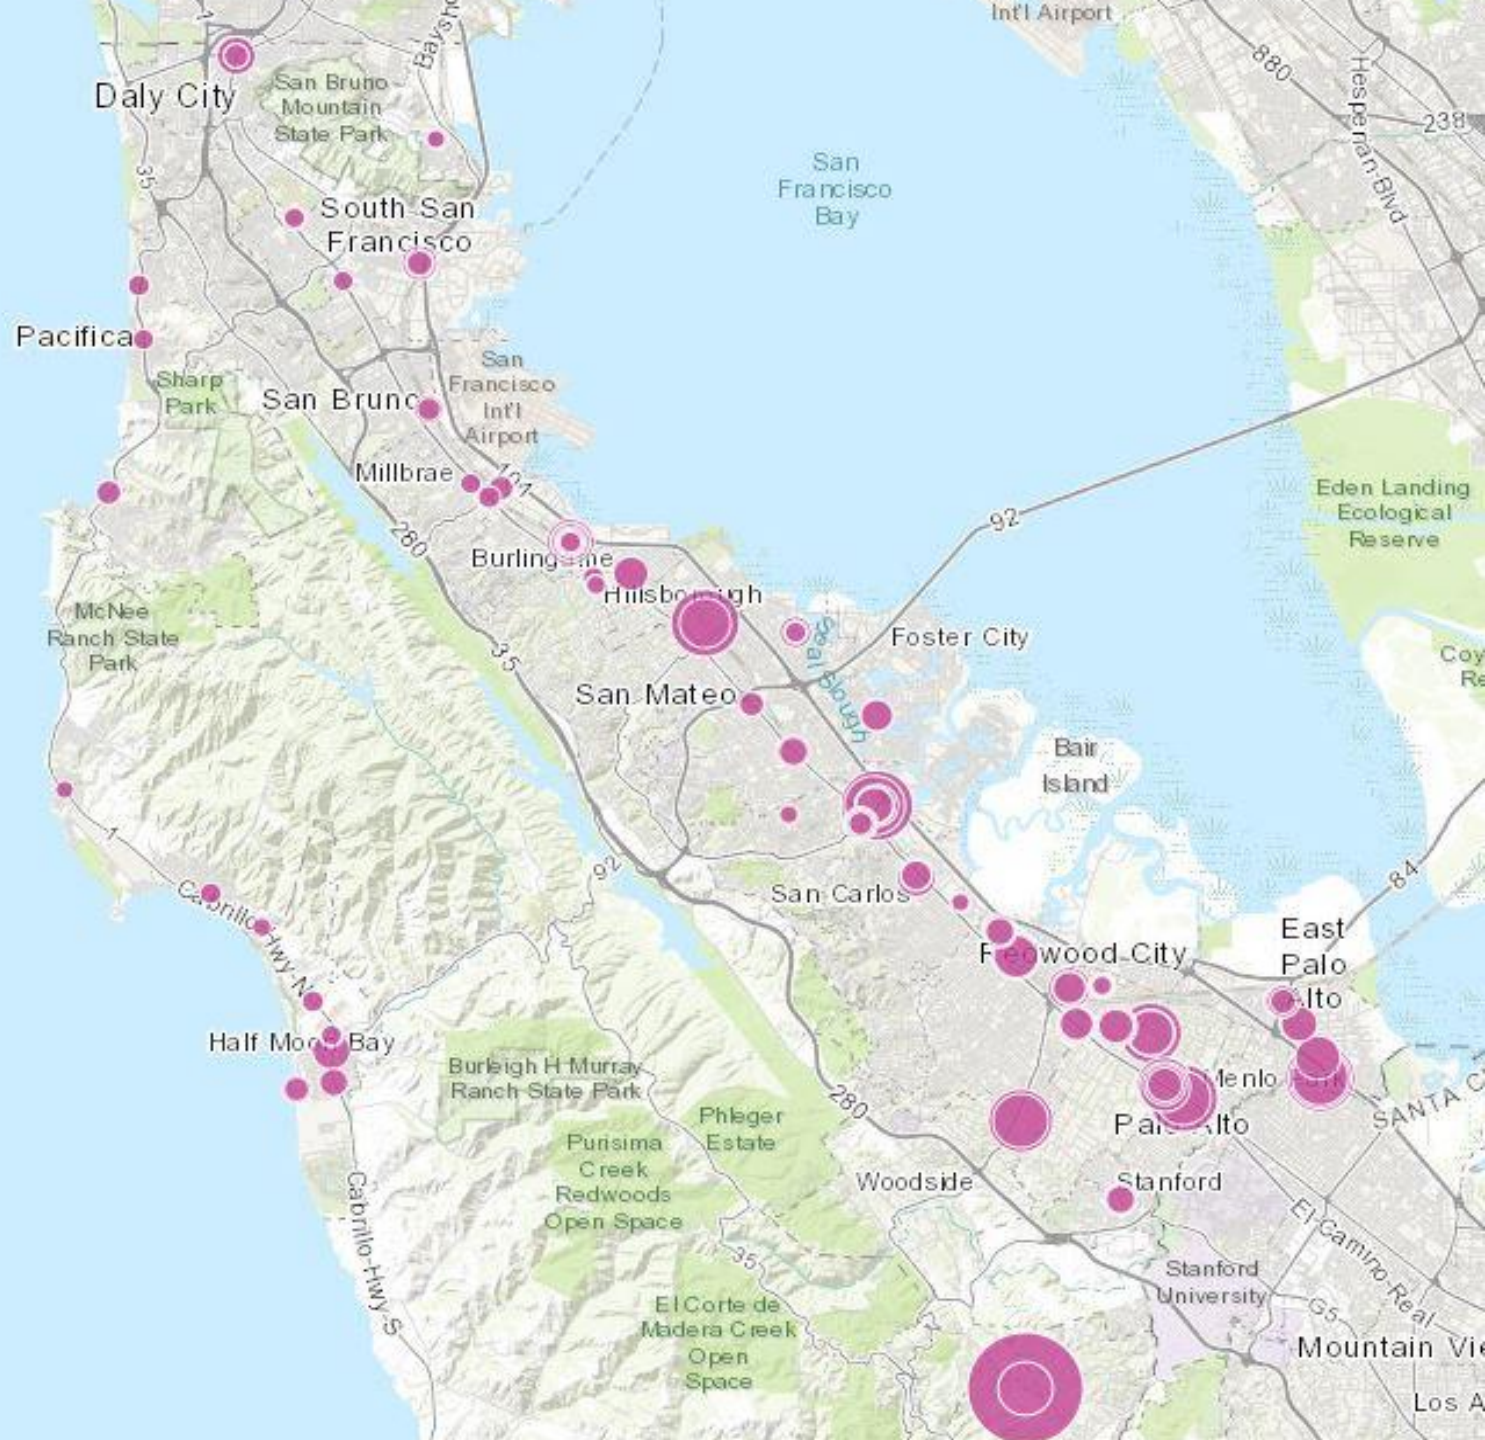 Int'l Airport
1
Baysh
880
Hesperian-Blvd
238
Daly City
San Bruno
Mountain
State Park
35
San
Francisco
Bay
South San
Francisco
Pacifica
Sharp
Park
San
Francisco
Int'l
Airport
San Bruno
Millbrae
101
92
Eden Landing
Ecological
Reserve
280
Burlingame
Hillsborough
McNee
Ranch State
Park
Seal Slough
Foster City
Coy
Re
35
San Mateo
Bair
Island
1
92
84
San Carlos
Cabrillo-Hwy-N
East
Palo
Alto
Redwood City
Half Moon Bay
Burleigh H Murray
Ranch State Park
Menlo Park
SANTA C
280
Phleger
Estate
Palo Alto
Purisima
Creek
Redwoods
Open Space
Woodside
Stanford
Cabrillo-Hwy-S
El-Camino-Real
35
Stanford
University
G5
El Corte de
Madera Creek
Open
Space
Mountain Vie
Los A